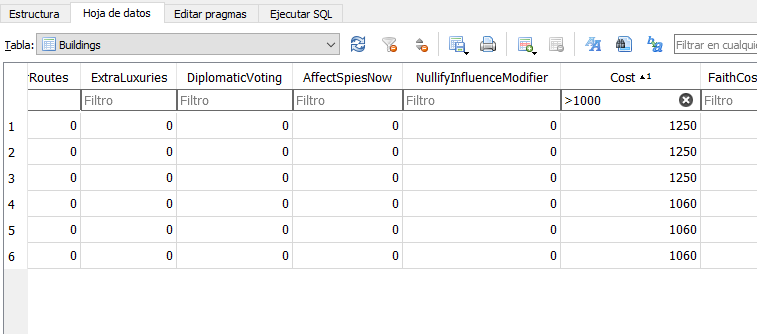 Estructura Hoja de datos Editar pragmas Ejecutar SQL
Tabla: Buildings Filtrar en cualquie
rRoutes ExtraLuxuries DiplomaticVoting AffectSpiesNow NullifyInfluenceModifier Cost 1 FaithCos
Filtro Filtro Filtro Filtro >1000 Filtro
1 0 0 0 0 0 1250
2 0 0 0 0 0 1250
3 0 0 0 0 0 1250
4 0 0 0 0 0 1060
5 0 0 0 0 0 1060
6 0 0 0 0 0 1060